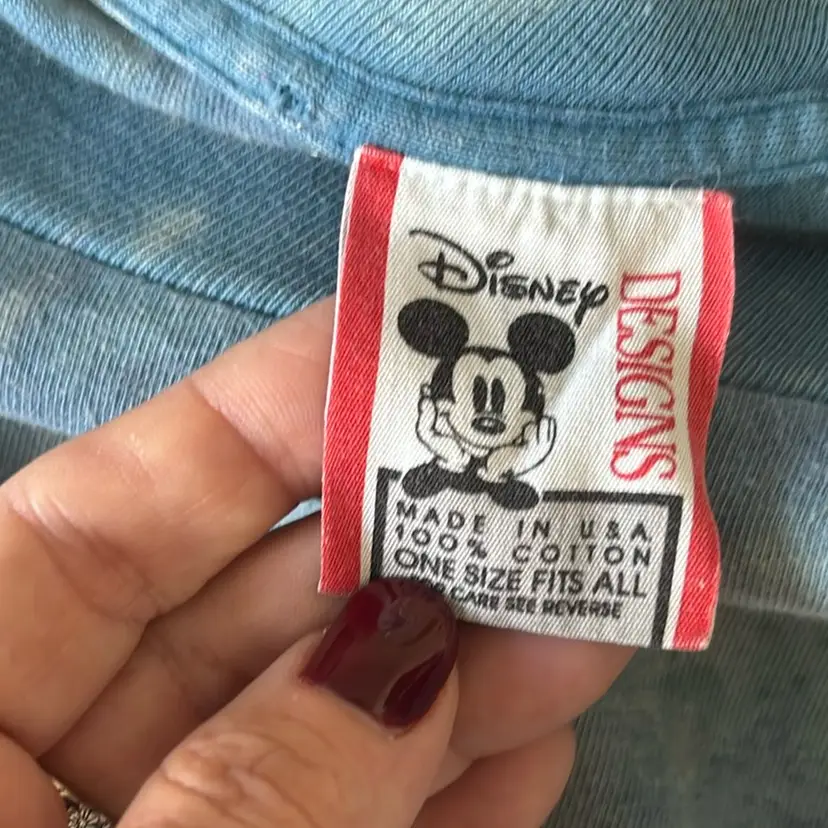 Disney
DESIGNS
MADE IN USA
100% COTTON
ONE SIZE FITS ALL
CARE SEE REVERSE